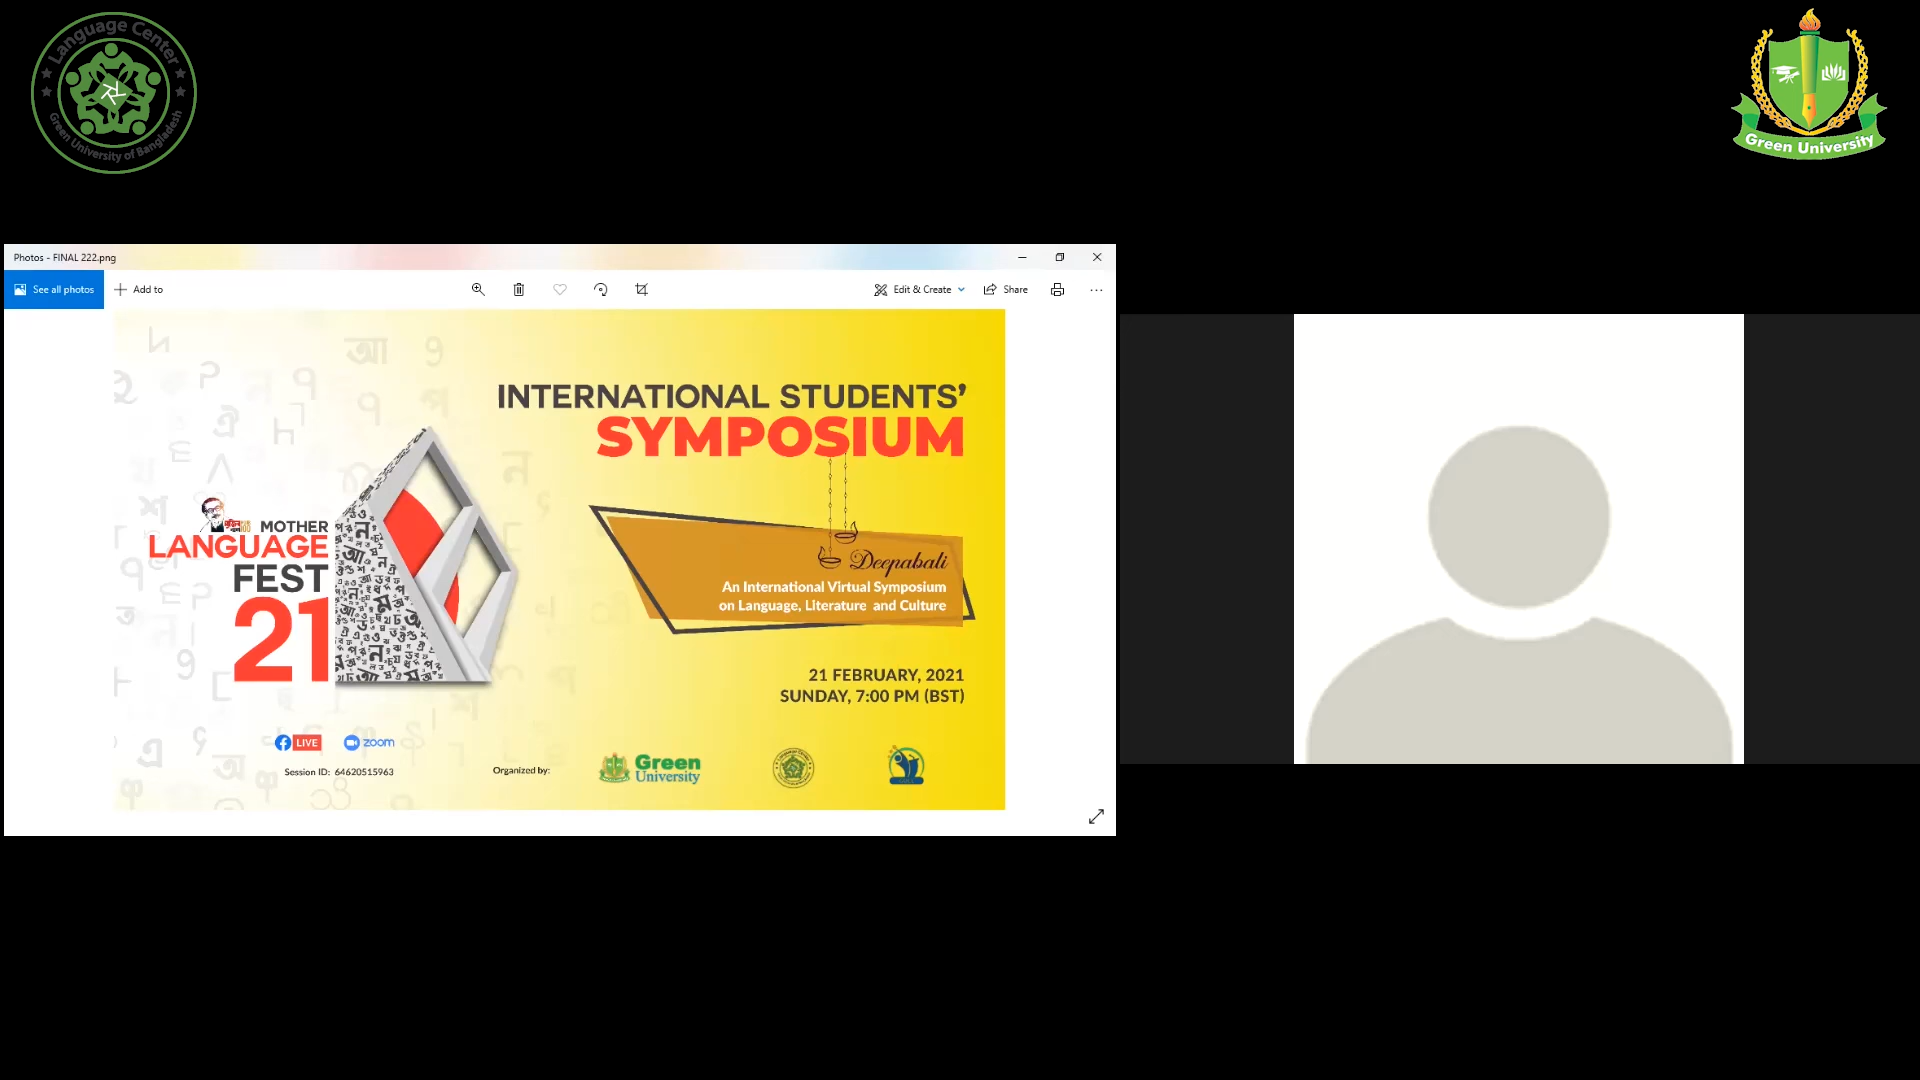 Language Center
Green University of Bangladesh
Green University
Photos - FINAL 222.png
See all photos
Add to
Edit & Create
Share
INTERNATIONAL STUDENTS’
SYMPOSIUM
MOTHER
LANGUAGE
FEST
21
Deepabali
An International Virtual Symposium
on Language, Literature and Culture
21 FEBRUARY, 2021
SUNDAY, 7:00 PM (BST)
LIVE
zoom
Session ID: 64620515963
Organized by:
Green
University